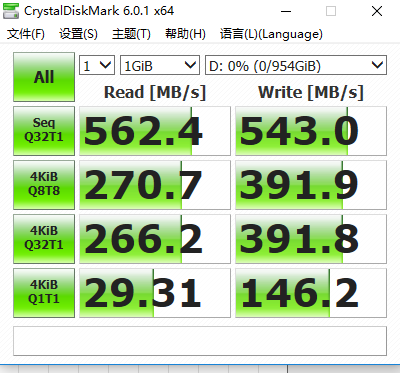 CrystalDiskMark 6.0.1 x64
文件(F) 设置(S) 主题(T) 帮助(H) 语言(L)(Language)
All 1 1GiB D: 0% (0/954GiB)
Read [MB/s] Write [MB/s]
Seq Q32T1 562.4 543.0
4KiB Q8T8 270.7 391.9
4KiB Q32T1 266.2 391.8
4KiB Q1T1 29.31 146.2